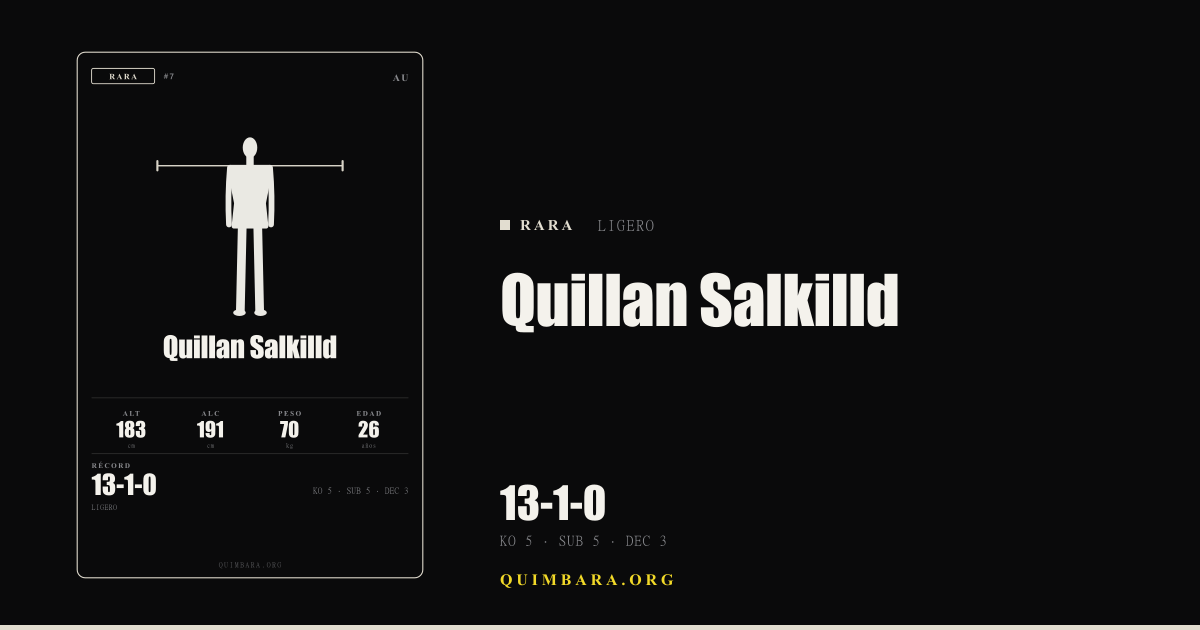 RARA #7 AU
Quillan Salkilld
ALT ALC PESO EDAD
183 191 70 26
cm cm kg años
RÉCORD
13-1-0
KO 5 · SUB 5 · DEC 3
LIGERO
QUIMBARA.ORG
RARA LIGERO
Quillan Salkilld
13-1-0
KO 5 · SUB 5 · DEC 3
QUIMBARA.ORG